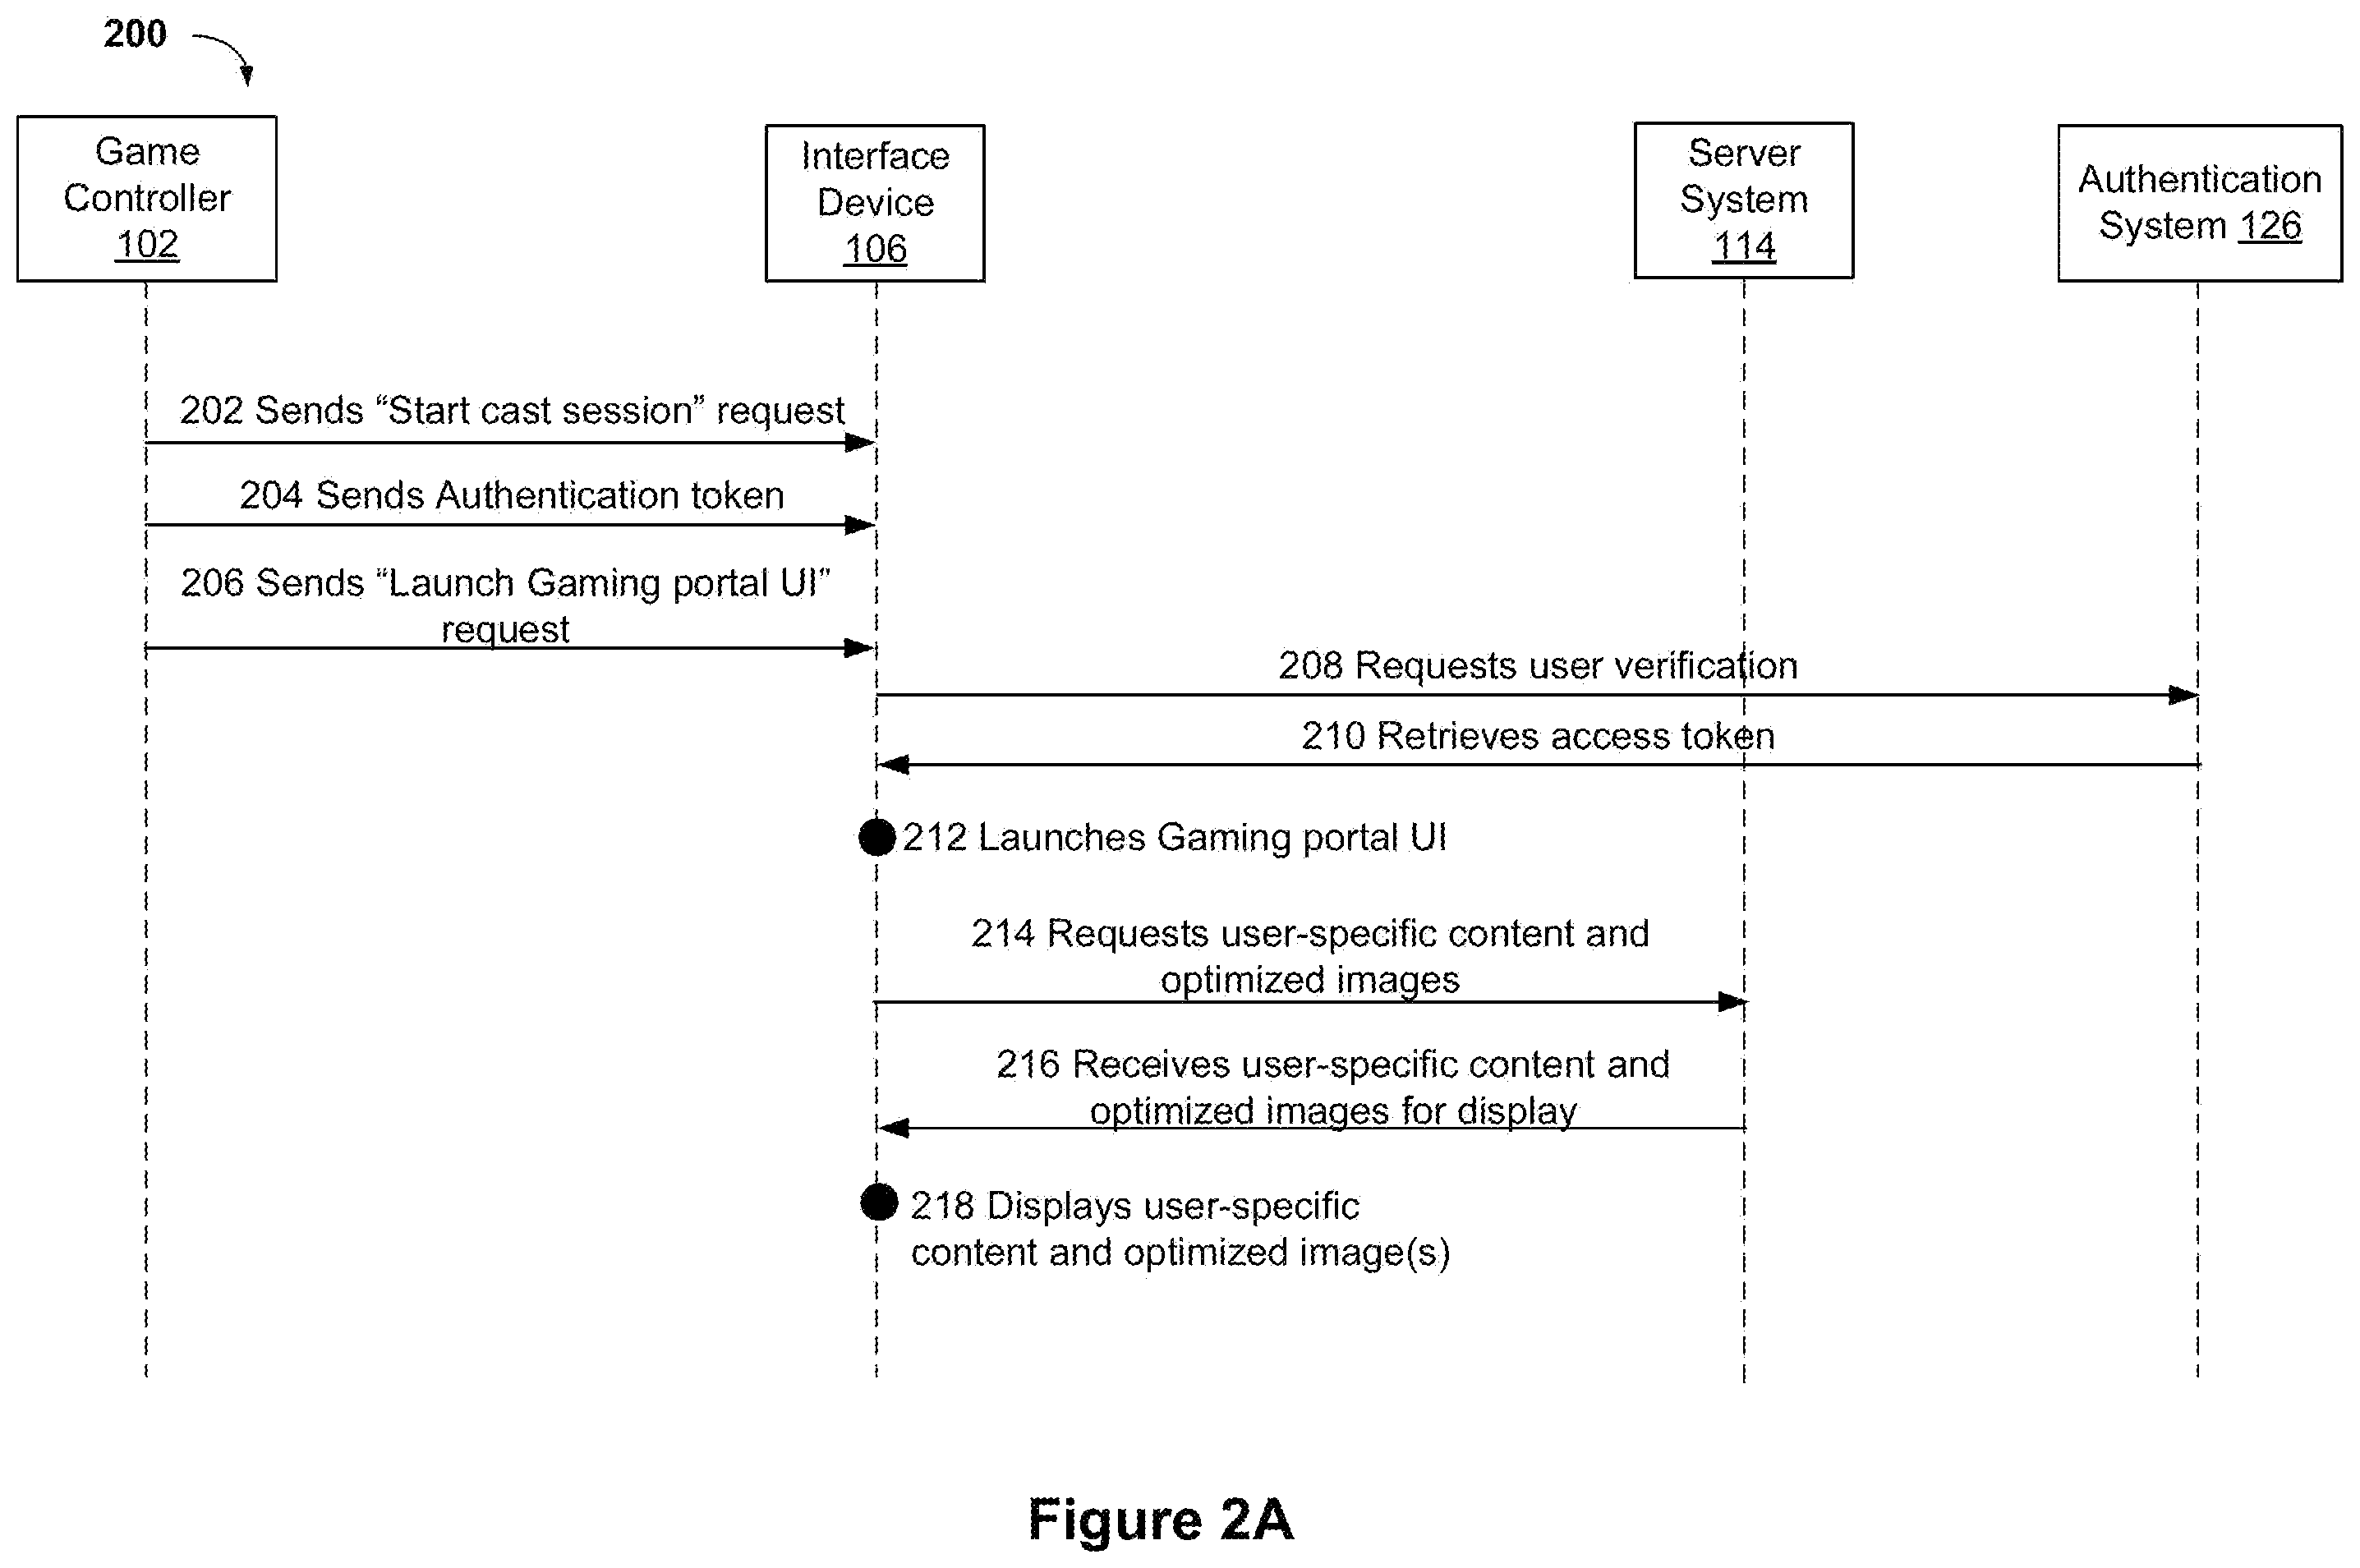 200
Game
Controller
102
Interface
Device
106
Server
System
114
Authentication
System 126
202 Sends “Start cast session” request
204 Sends Authentication token
206 Sends “Launch Gaming portal UI”
request
208 Requests user verification
210 Retrieves access token
212 Launches Gaming portal UI
214 Requests user-specific content and
optimized images
216 Receives user-specific content and
optimized images for display
218 Displays user-specific
content and optimized image(s)
Figure 2A